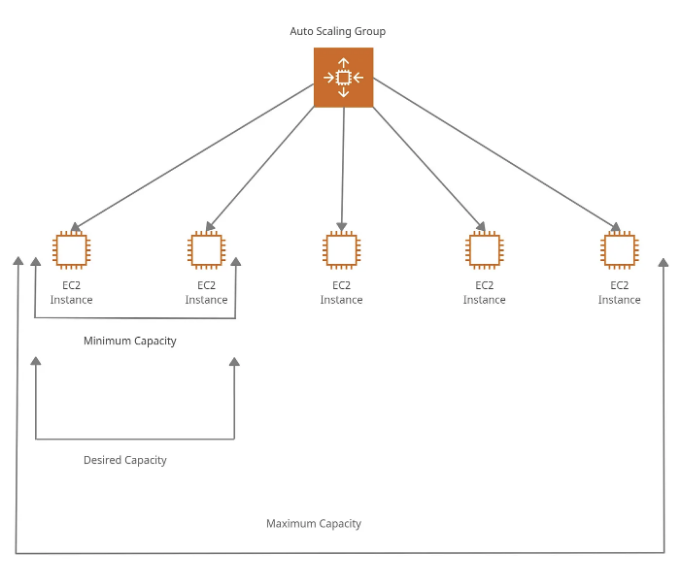 Auto Scaling Group
EC2
Instance
EC2
Instance
EC2
Instance
EC2
Instance
EC2
Instance
Minimum Capacity
Desired Capacity
Maximum Capacity